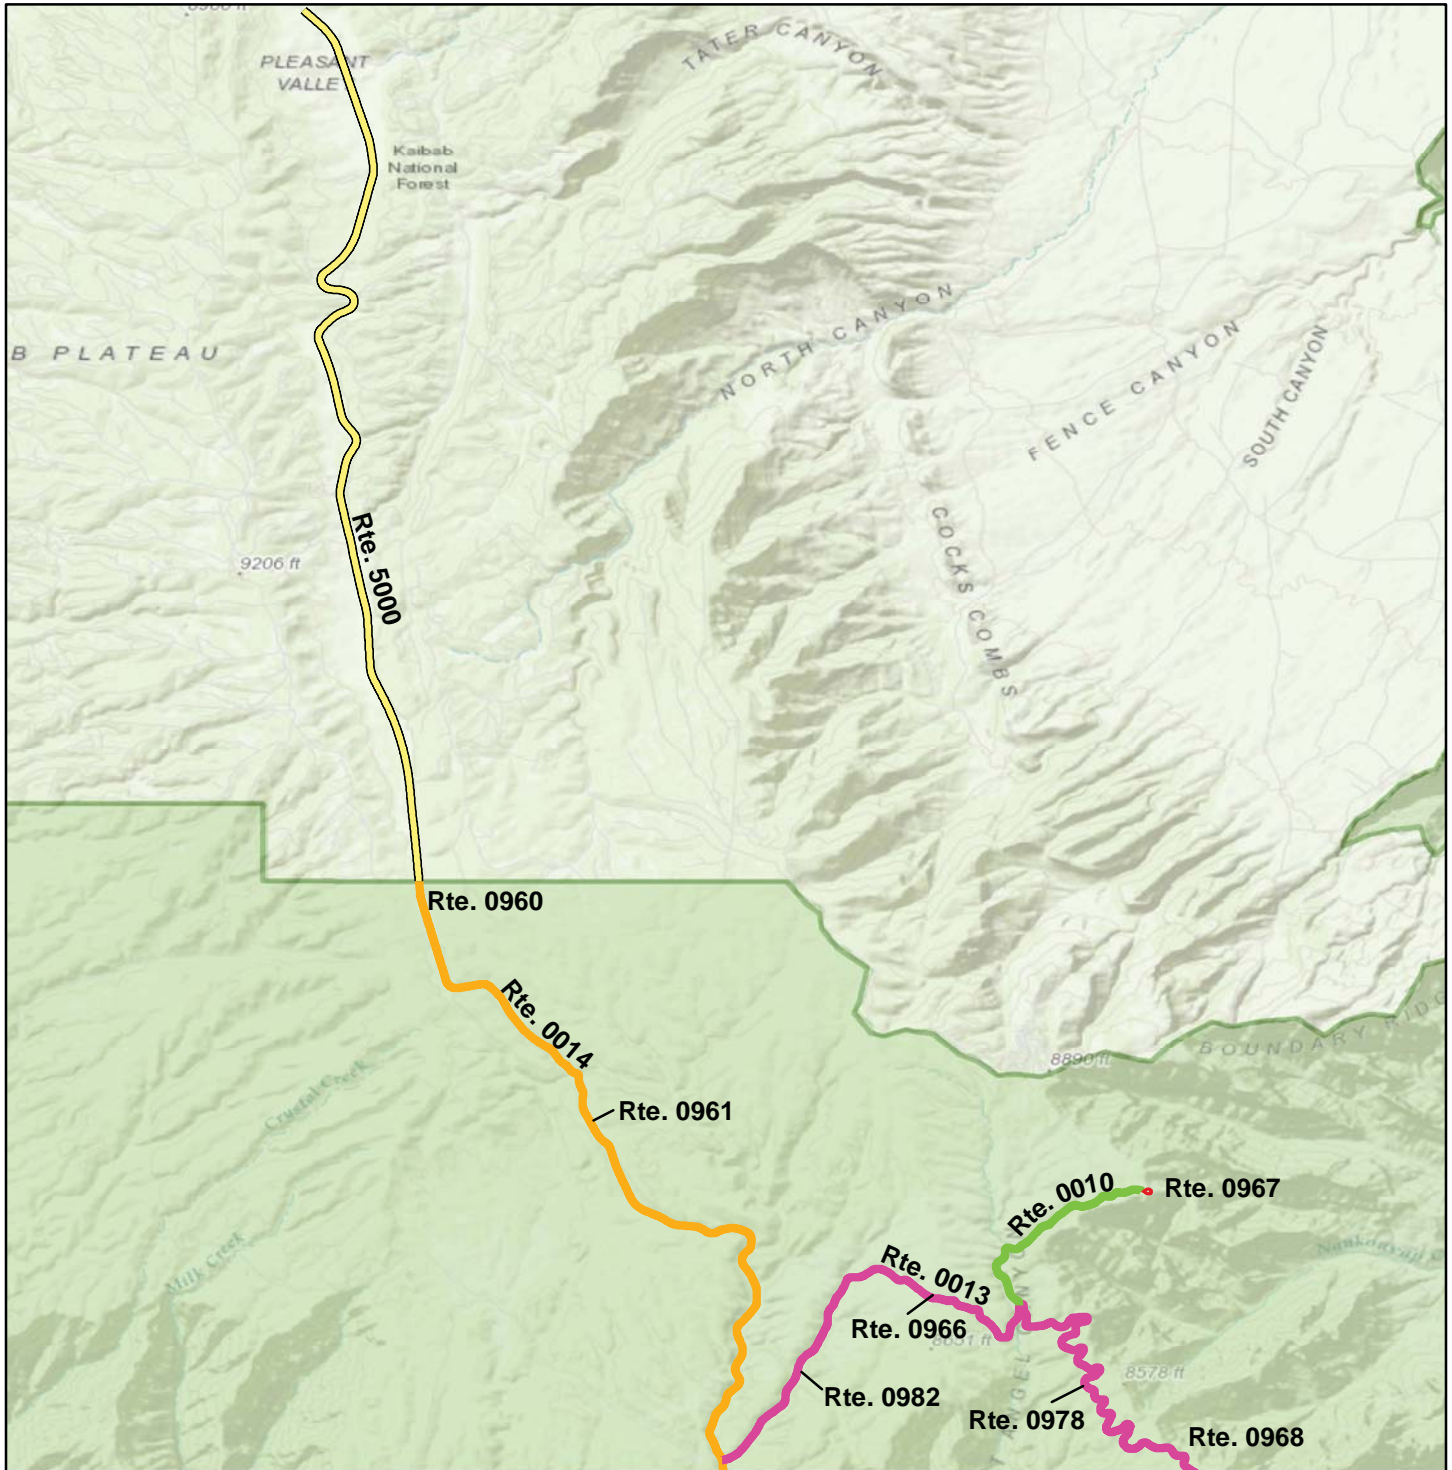 TATER CANYON
PLEASANT
VALLE
Kaibab
National
Forest
NORTH CANYON
B PLATEAU
FENCE CANYON
SOUTH CANYON
COCKS COMBS
Rte. 5000
9206 ft
Rte. 0960
Rte. 0014
BOUNDARY RIDG
8890 ft
Crystal Creek
Rte. 0961
Rte. 0010
Rte. 0967
Milk Creek
Rte. 0013
Rte. 0966
8578 ft
Rte. 0982
Rte. 0978
Rte. 0968